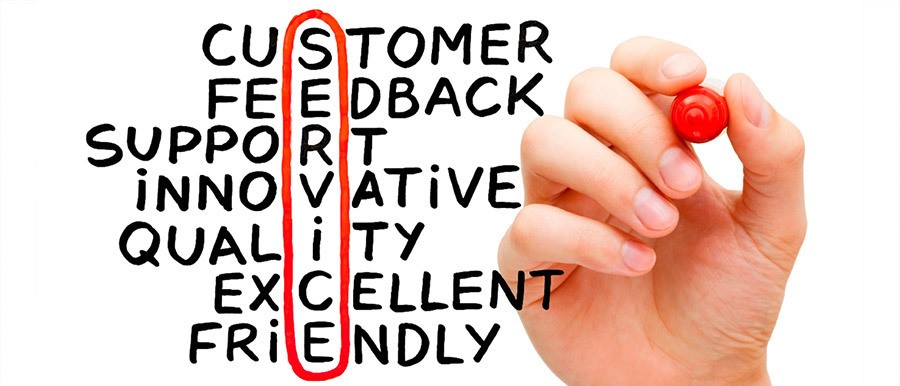 CUSTOMER
FEEDBACK
SUPPORT
iNNOVATiVE
QUALiTY
EXCELLENT
FRiENDLY